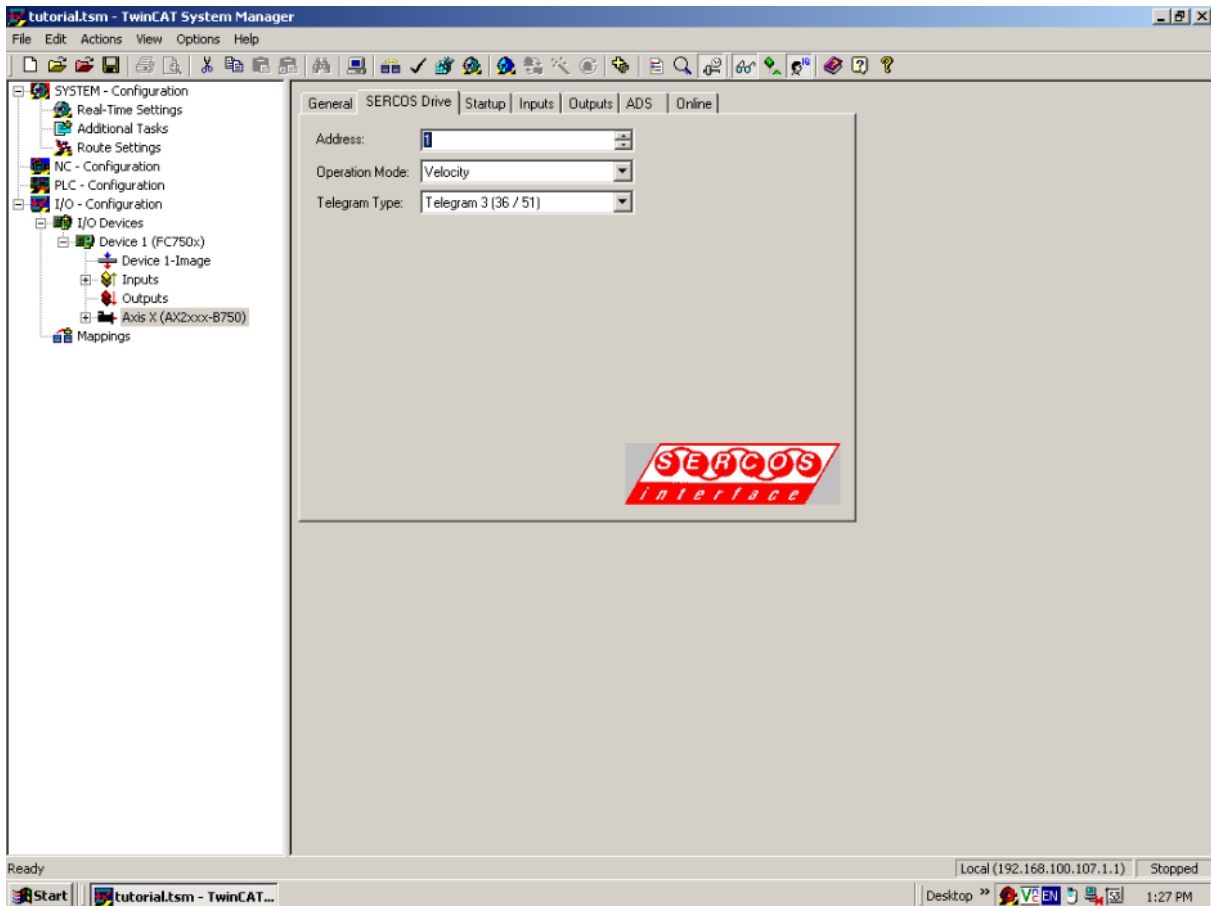 tutorial.tsm - TwinCAT System Manager
File Edit Actions View Options Help
SYSTEM - Configuration
Real-Time Settings
Additional Tasks
Route Settings
NC - Configuration
PLC - Configuration
I/O - Configuration
I/O Devices
Device 1 (FC750x)
Device 1-Image
Inputs
Outputs
Axis X (AX2xxx-B750)
Mappings
General SERCOS Drive Startup Inputs Outputs ADS Online
Address: 1
Operation Mode: Velocity
Telegram Type: Telegram 3 (36 / 51)
SERCOS
interface
Ready Local (192.168.100.107.1.1) Stopped
Start tutorial.tsm - TwinCAT... Desktop » EN 1:27 PM